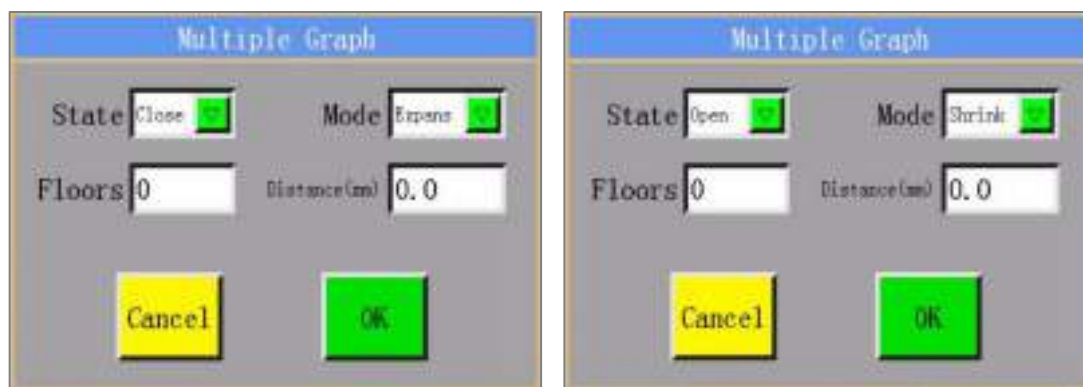 Multiple Graph
State Close Mode Expans
Floors 0 Distance(mm) 0.0
Cancel OK
Multiple Graph
State Open Mode Shrink
Floors 0 Distance(mm) 0.0
Cancel OK